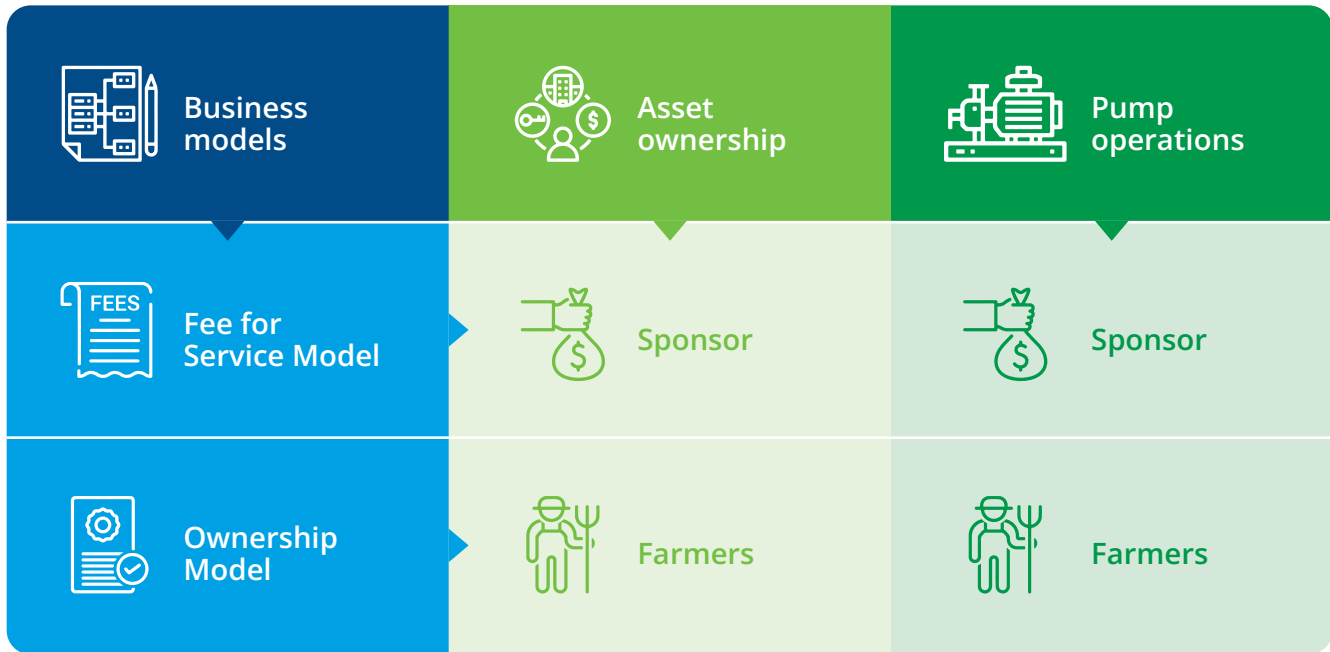 Business
models
Asset
ownership
Pump
operations
FEES
Fee for
Service Model
$
Sponsor
$
Sponsor
Ownership
Model
Farmers
Farmers